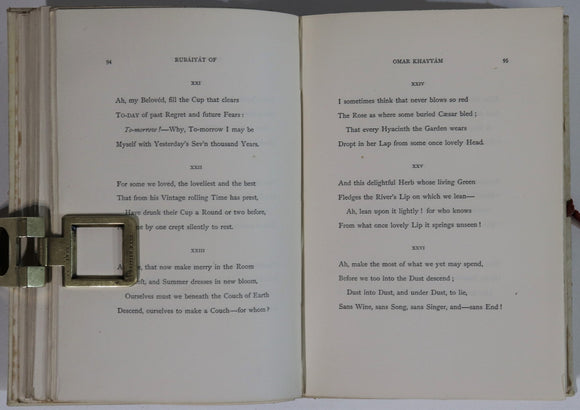 94
RUBÁIYÁT OF
XXI
Ah, my Belovéd, fill the Cup that clears
TO-DAY of past Regret and future Fears:
To-morrow!—Why, To-morrow I may be
Myself with Yesterday's Sev'n thousand Years.
XXII
For some we loved, the loveliest and the best
That from his Vintage rolling Time has prest,
Have drunk their Cup a Round or two before,
one by one crept silently to rest.
XXIII
that now make merry in the Room
and Summer dresses in new bloom,
Ourselves must we beneath the Couch of Earth
Descend, ourselves to make a Couch—for whom?
OMAR KHAYYÁM
95
XXIV
I sometimes think that never blows so red
The Rose as where some buried Cæsar bled;
That every Hyacinth the Garden wears
Dropt in her Lap from some once lovely Head.
XXV
And this delightful Herb whose living Green
Fledges the River's Lip on which we lean—
Ah, lean upon it lightly! for who knows
From what once lovely Lip it springs unseen!
XXVI
Ah, make the most of what we yet may spend,
Before we too into the Dust descend;
Dust into Dust, and under Dust, to lie,
Sans Wine, sans Song, sans Singer, and—sans End!